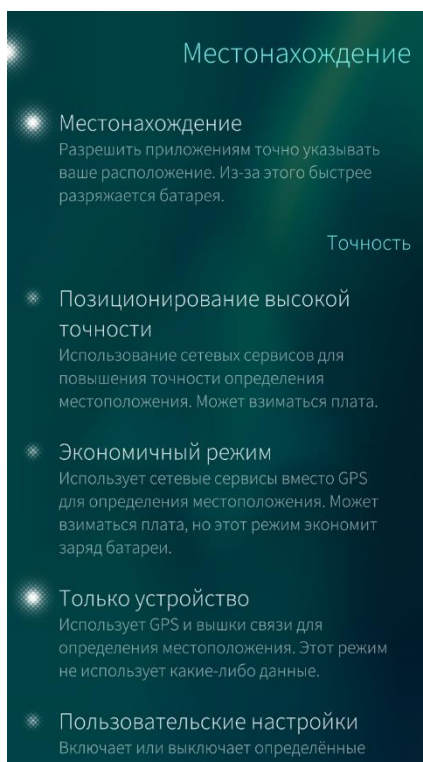 Местонахождение
Местонахождение
Разрешить приложениям точно указывать
ваше расположение. Из-за этого быстрее
разряжается батарея.
Точность
Позиционирование высокой
точности
Использование сетевых сервисов для
повышения точности определения
местоположения. Может взиматься плата.
Экономичный режим
Использует сетевые сервисы вместо GPS
для определения местоположения. Может
взиматься плата, но этот режим экономит
заряд батареи.
Только устройство
Использует GPS и вышки связи для
определения местоположения. Этот режим
не использует какие-либо данные.
Пользовательские настройки
Включает или выключает определённые